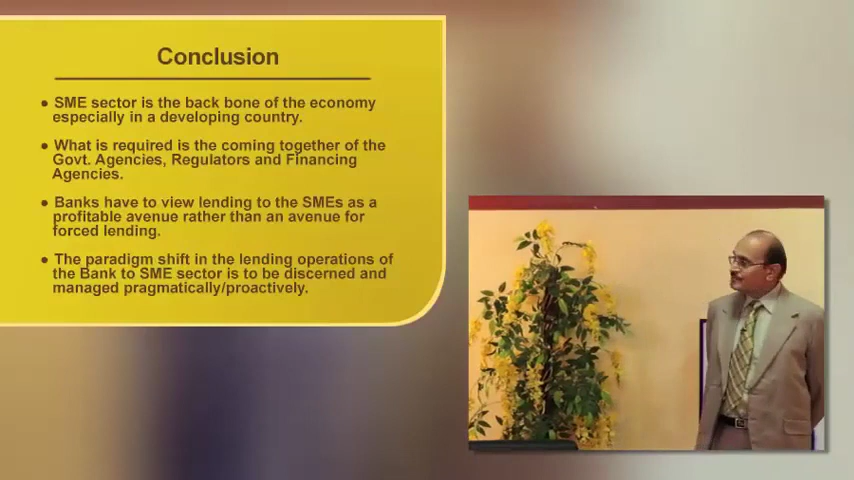 Conclusion
● SME sector is the back bone of the economy
especially in a developing country.
● What is required is the coming together of the
Govt. Agencies, Regulators and Financing
Agencies.
● Banks have to view lending to the SMEs as a
profitable avenue rather than an avenue for
forced lending.
● The paradigm shift in the lending operations of
the Bank to SME sector is to be discerned and
managed pragmatically/proactively.